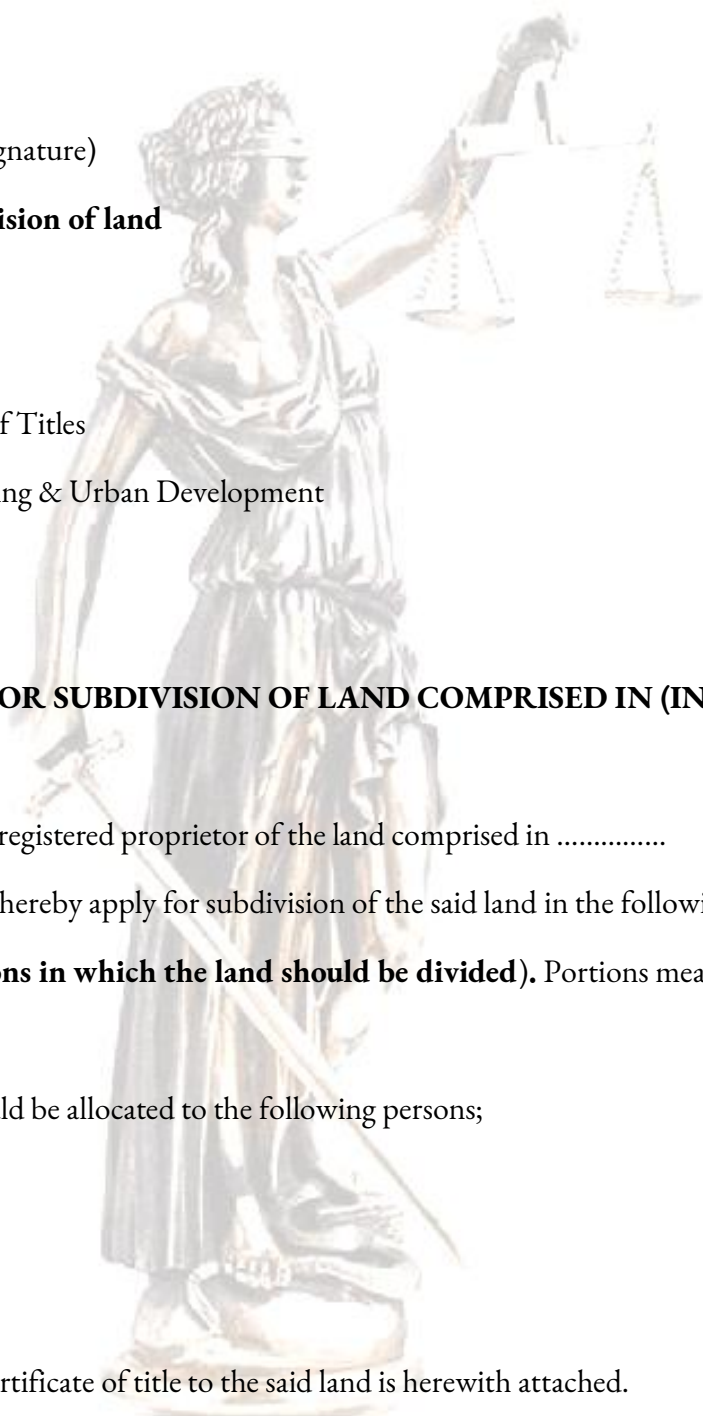 gnature)
ision of land
f Titles
ing & Urban Development
OR SUBDIVISION OF LAND COMPRISED IN (IN
registered proprietor of the land comprised in ..............
hereby apply for subdivision of the said land in the followi
ons in which the land should be divided). Portions mea
ld be allocated to the following persons;
rtificate of title to the said land is herewith attached.